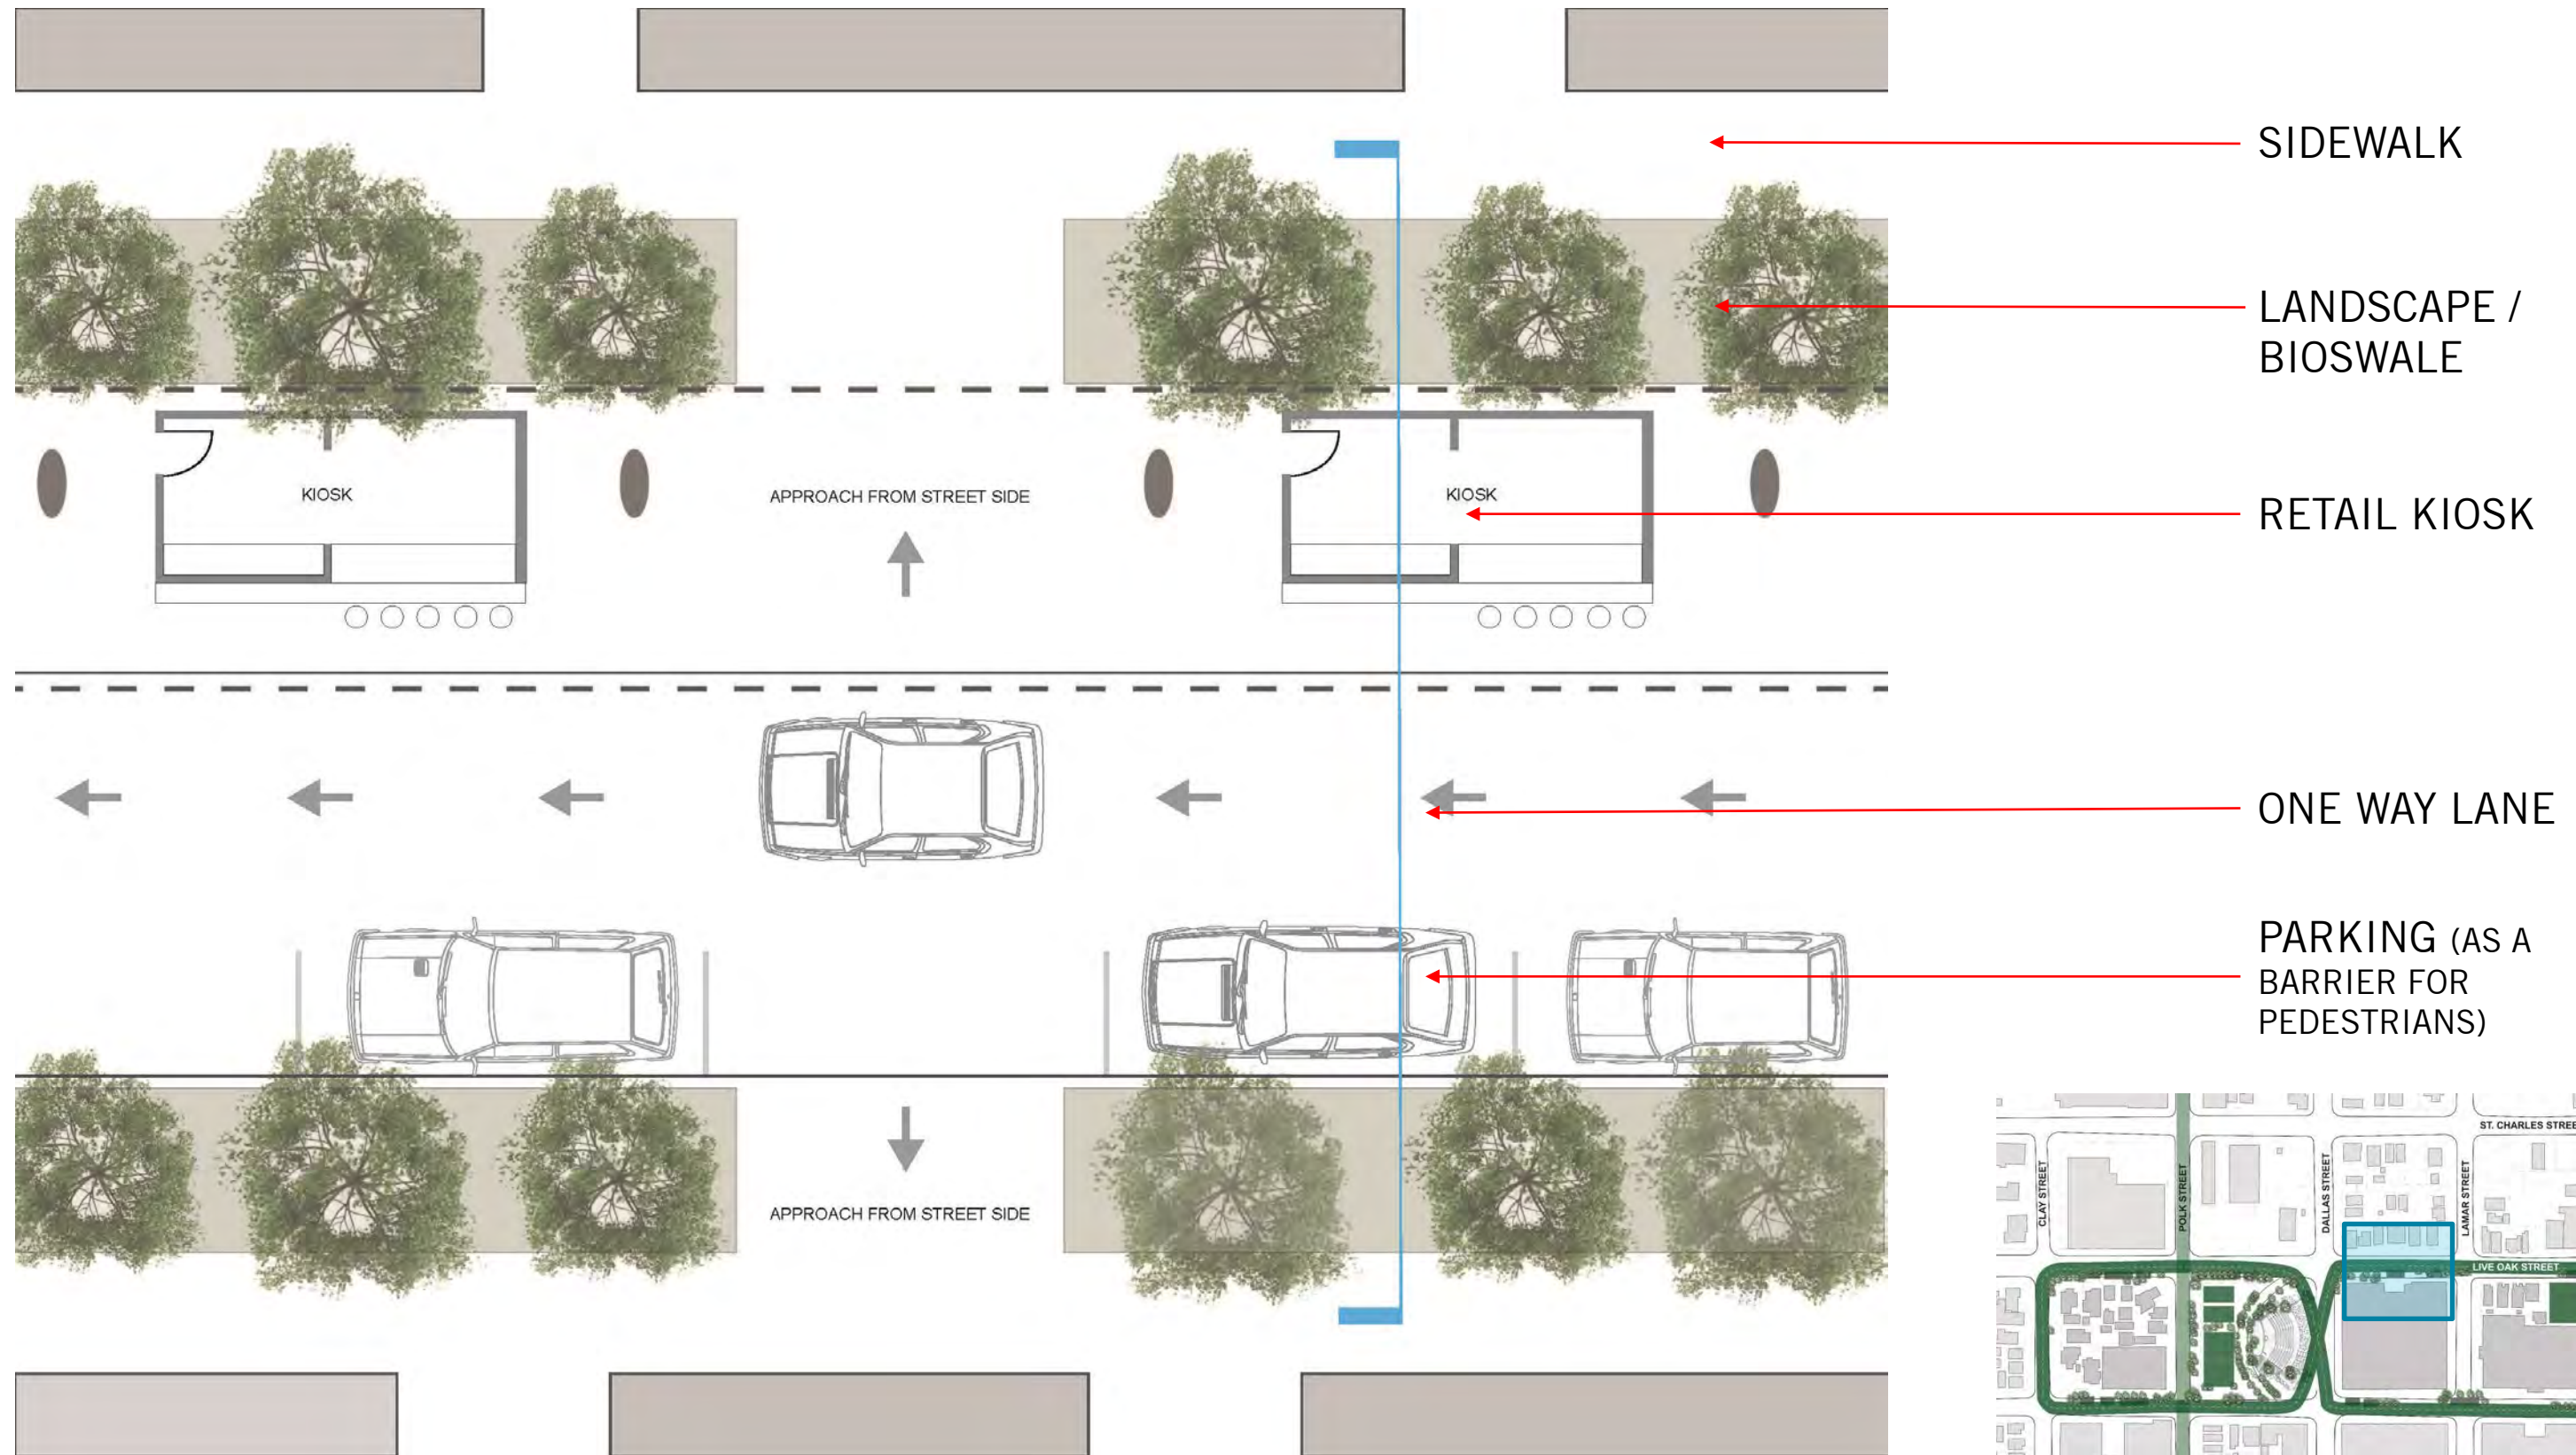 SIDEWALK
LANDSCAPE /
BIOSWALE
KIOSK
APPROACH FROM STREET SIDE
KIOSK
RETAIL KIOSK
ONE WAY LANE
PARKING (AS A
BARRIER FOR
PEDESTRIANS)
APPROACH FROM STREET SIDE
ST. CHARLES STREE
CLAY STREET
POLK STREET
DALLAS STREET
LAMAR STREET
LIVE OAK STREET